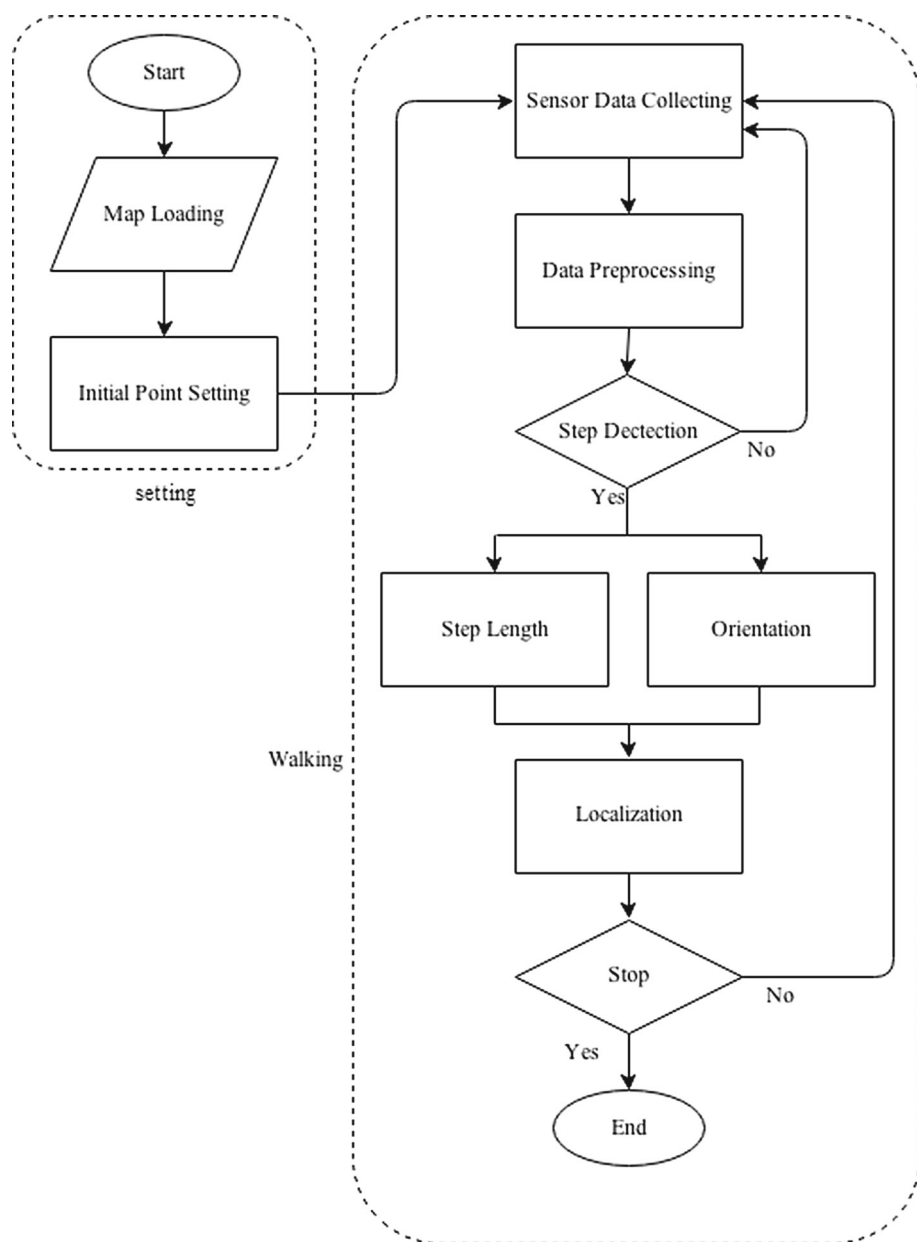 Start
Map Loading
Initial Point Setting
setting
Sensor Data Collecting
Data Preprocessing
Step Dectection
No
Yes
Step Length
Orientation
Walking
Localization
Stop
No
Yes
End